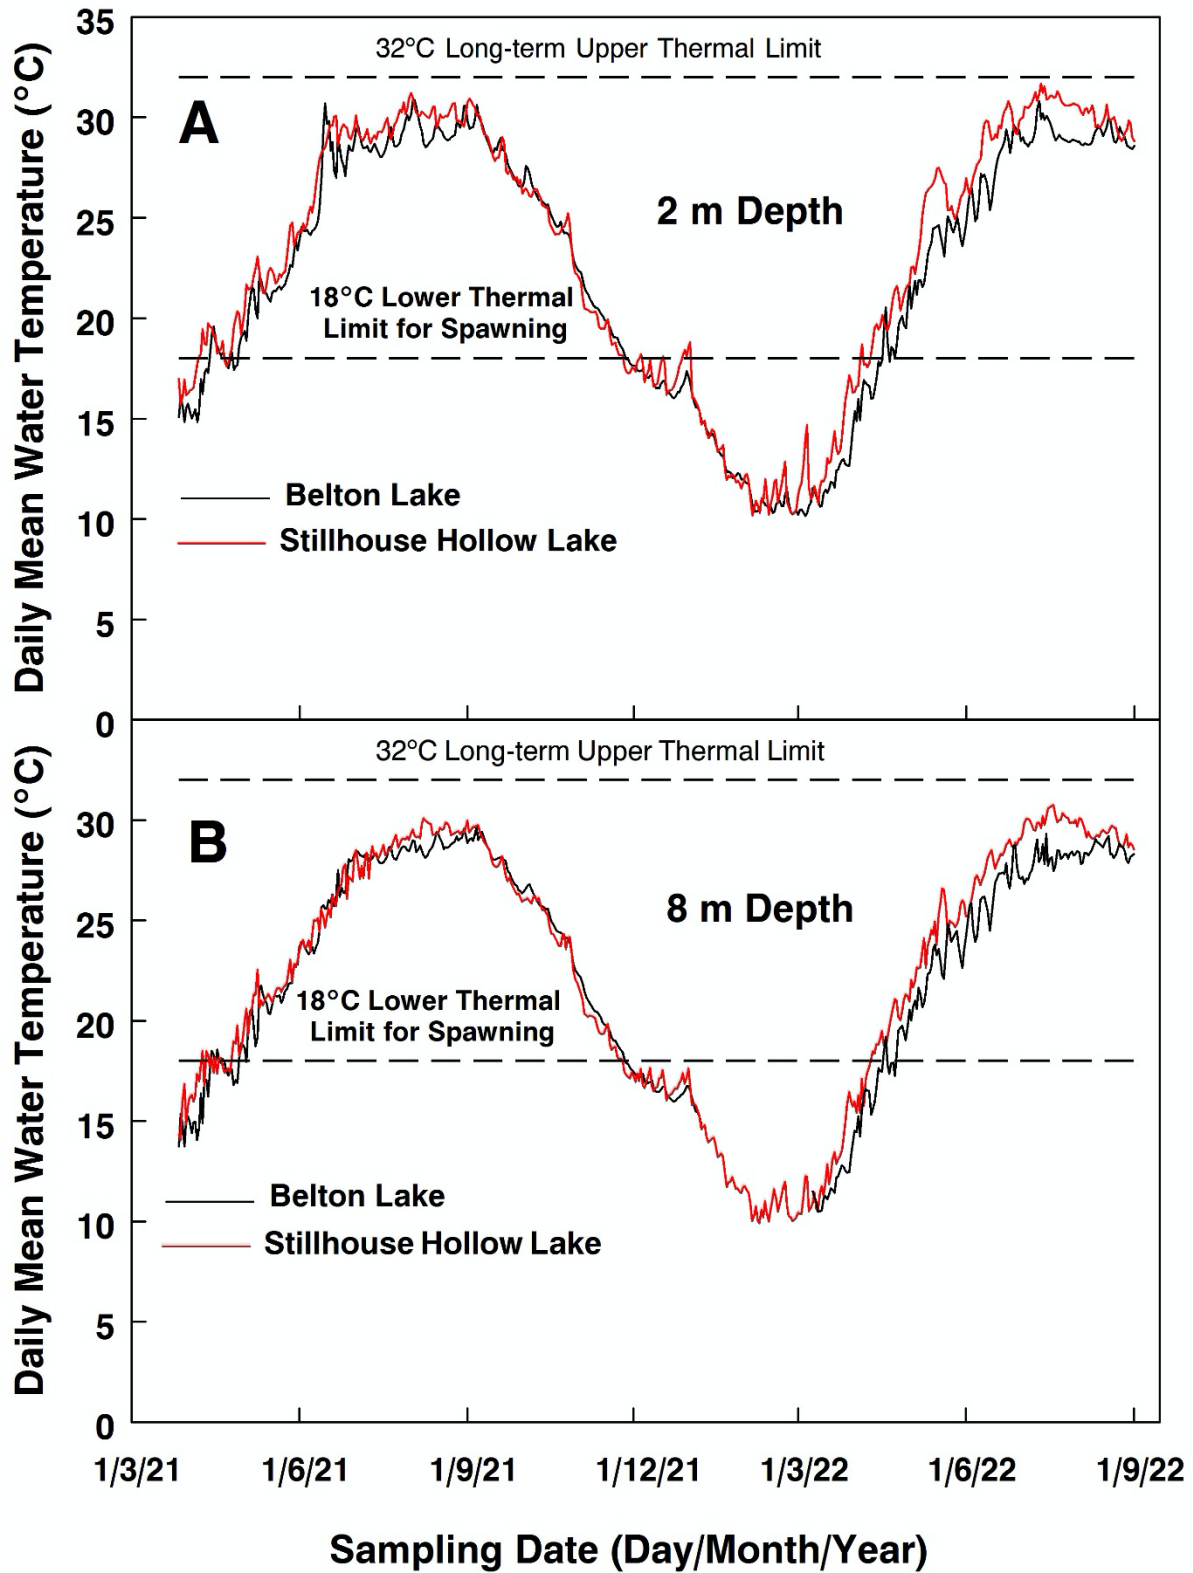 35
32°C Long-term Upper Thermal Limit
30
A
25
2 m Depth
20
18°C Lower Thermal
Limit for Spawning
15
Belton Lake
10
Stillhouse Hollow Lake
5
0
Daily Mean Water Temperature (°C)
32°C Long-term Upper Thermal Limit
30
B
25
8 m Depth
20
18°C Lower Thermal
Limit for Spawning
15
Belton Lake
10
Stillhouse Hollow Lake
5
0
Daily Mean Water Temperature (°C)
1/3/21 1/6/21 1/9/21 1/12/21 1/3/22 1/6/22 1/9/22
Sampling Date (Day/Month/Year)